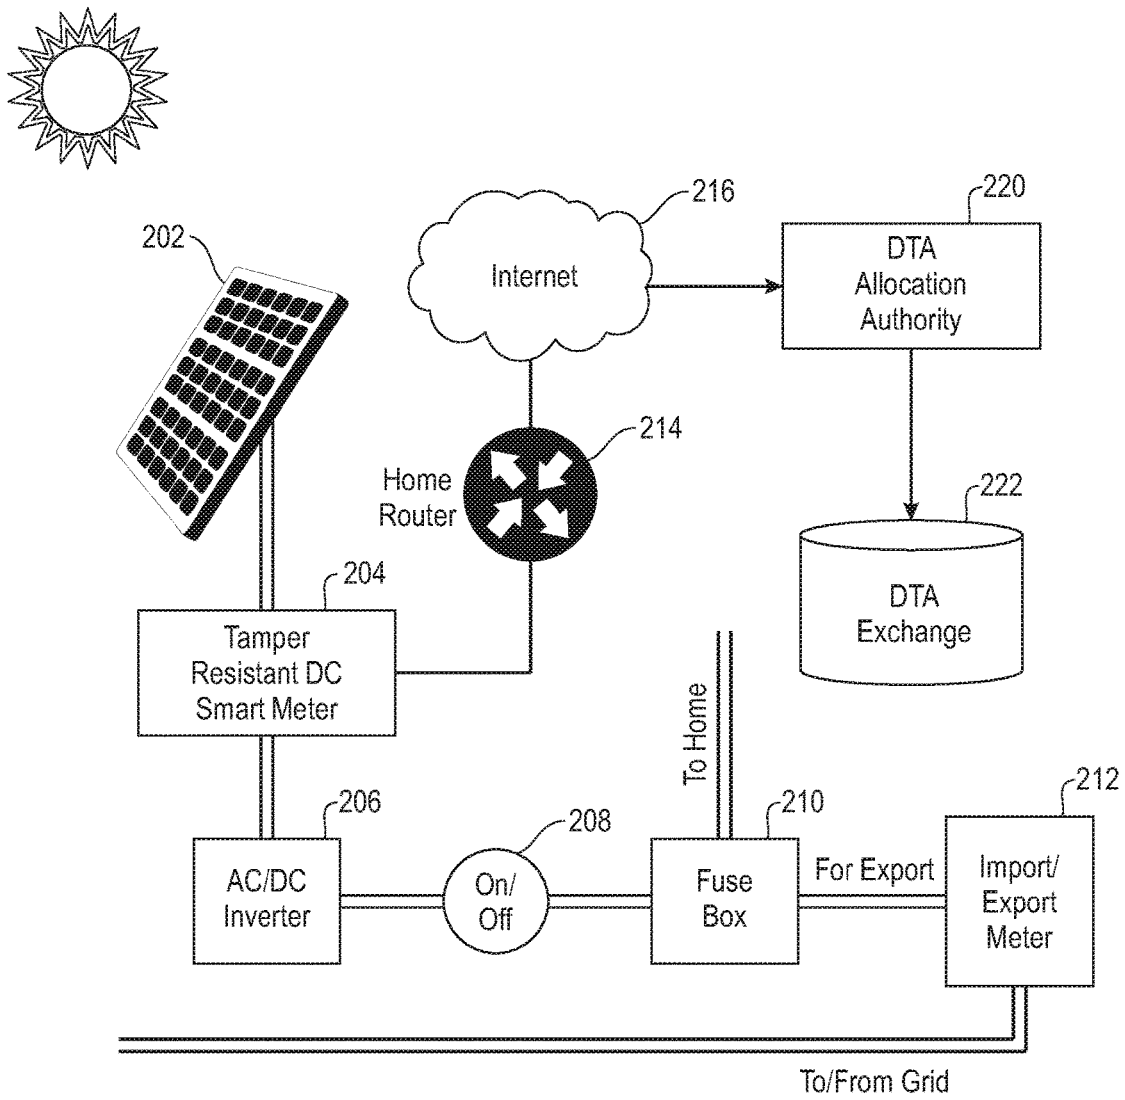 216
220
202
Internet
DTA
Allocation
Authority
214
Home
Router
222
204
DTA
Exchange
Tamper
Resistant DC
Smart Meter
To Home
206
208
210
212
AC/DC
Inverter
On/
Off
Fuse
Box
For Export
Import/
Export
Meter
To/From Grid